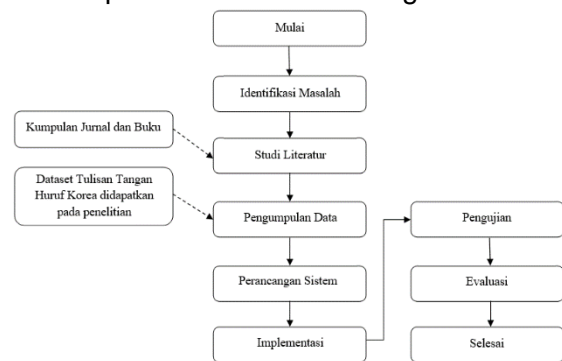 Mulai
Identifikasi Masalah
Kumpulan Jurnal dan Buku
Studi Literatur
Dataset Tulisan Tangan
Huruf Korea didapatkan
pada penelitian
Pengumpulan Data
Perancangan Sistem
Implementasi
Pengujian
Evaluasi
Selesai